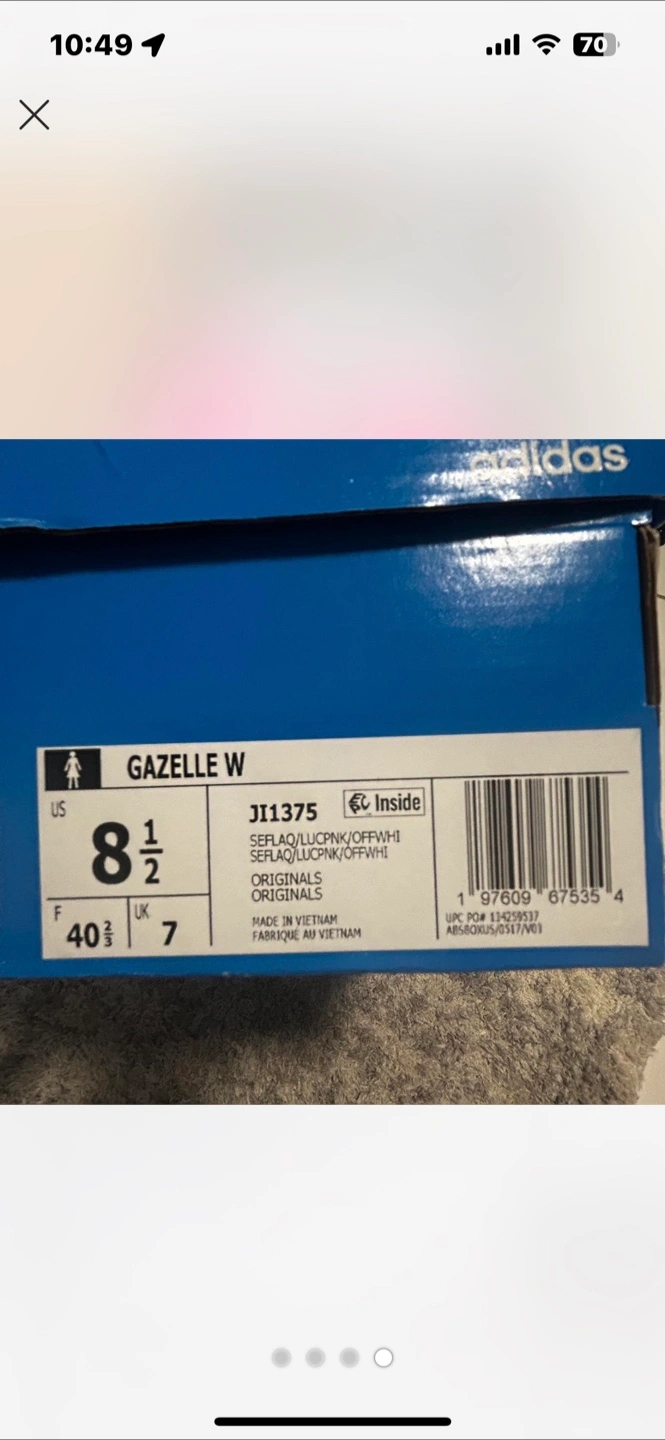 10:49
70
adidas
GAZELLE W
US
8 1/2
F
40 2/3
UK
7
JI1375
Inside
SEFLAQ/LUCPNK/OFFWHI
SEFLAQ/LUCPNK/OFFWHI
ORIGINALS
ORIGINALS
MADE IN VIETNAM
FABRIQUÉ AU VIETNAM
1 97609 67535 4
UPC PO# 134259537
ABSBOXUS/0517/V01